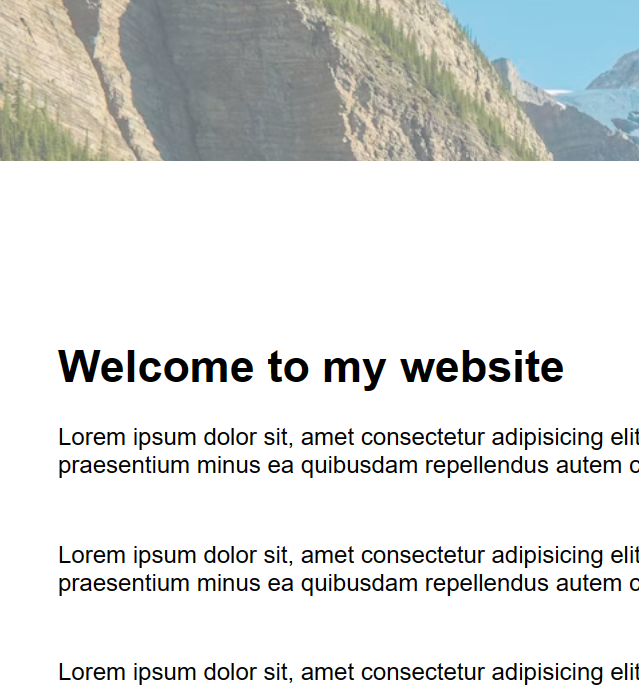 Welcome to my website
Lorem ipsum dolor sit, amet consectetur adipisicing elit
praesentium minus ea quibusdam repellendus autem
Lorem ipsum dolor sit, amet consectetur adipisicing elit
praesentium minus ea quibusdam repellendus autem
Lorem ipsum dolor sit, amet consectetur adipisicing elit